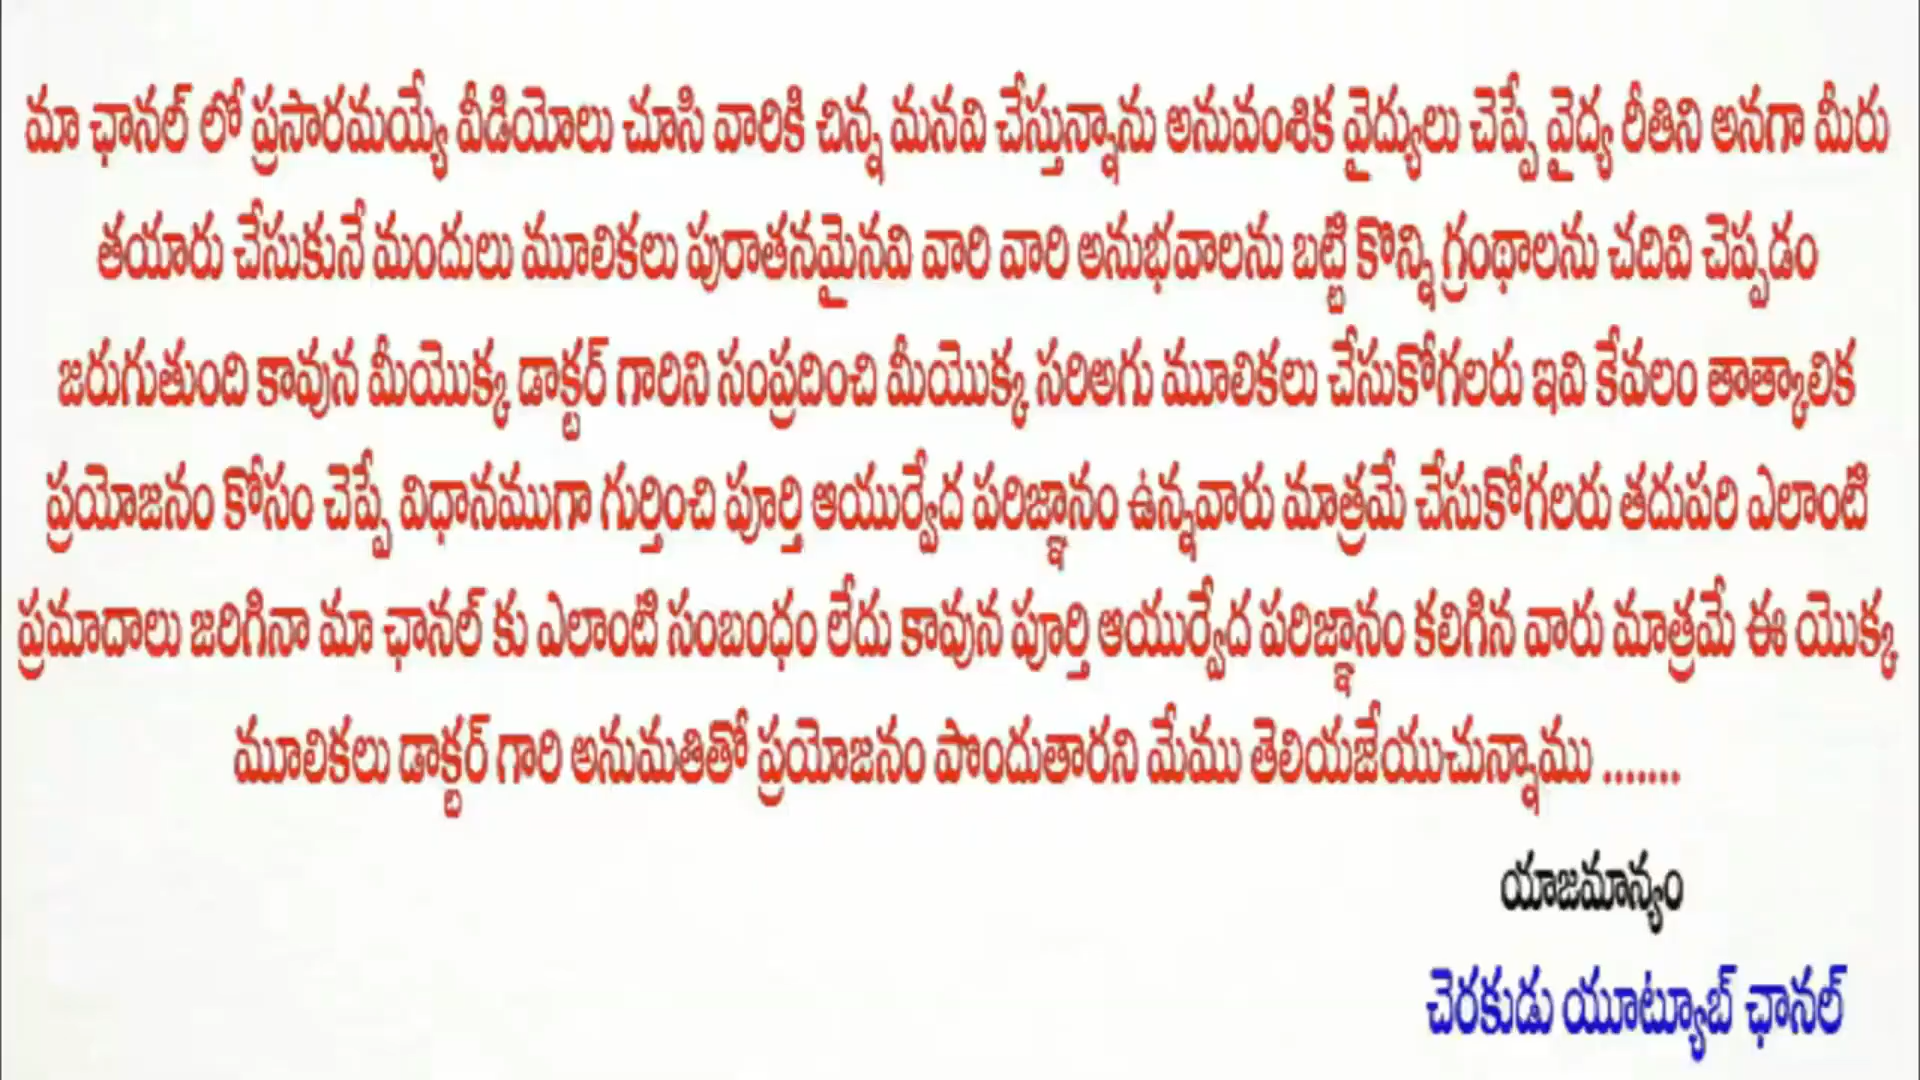 మా ఛానల్ లో ప్రసారమయ్యే వీడియోలు చూసి వారికి చిన్న మనవి చేస్తున్నాను అనువంశిక వైద్యులు చెప్పే వైద్య రీతిని అనగా మీరు
తయారు చేసుకునే మందులు మూలికలు పురాతనమైనవి వారి వారి అనుభవాలను బట్టి కొన్ని గ్రంథాలను చదివి చెప్పడం
జరుగుతుంది కావున మీయొక్క డాక్టర్ గారిని సంప్రదించి మీయొక్క సరిఅగు మూలికలు చేసుకోగలరు ఇవి కేవలం తాత్కాలిక
ప్రయోజనం కోసం చెప్పే విధానముగా గుర్తించి పూర్తి ఆయుర్వేద పరిజ్ఞానం ఉన్నవారు మాత్రమే చేసుకోగలరు తదుపరి ఎలాంటి
ప్రమాదాలు జరిగినా మా ఛానల్ కు ఎలాంటి సంబంధం లేదు కావున పూర్తి ఆయుర్వేద పరిజ్ఞానం కలిగిన వారు మాత్రమే ఈ యొక్క
మూలికలు డాక్టర్ గారి అనుమతితో ప్రయోజనం పొందుతారని మేము తెలియజేయుచున్నాము .......
యాజమాన్యం
చెరకుడు యూట్యూబ్ ఛానల్